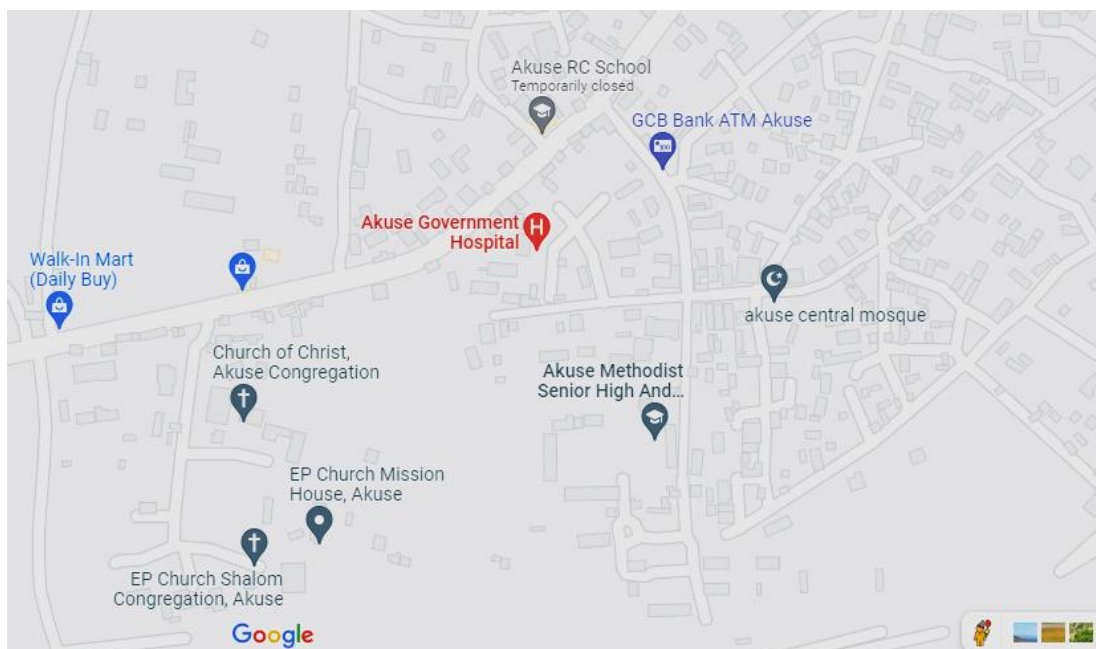 Akuse RC School
Temporarily closed
GCB Bank ATM Akuse
Akuse Government
Hospital
H
Walk-In Mart
(Daily Buy)
akuse central mosque
Church of Christ,
Akuse Congregation
Akuse Methodist
Senior High And...
EP Church Mission
House, Akuse
EP Church Shalom
Congregation, Akuse
Google